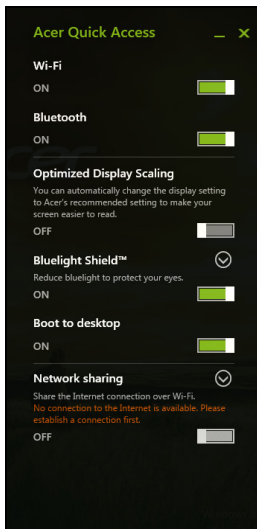 Acer Quick Access
Wi-Fi
ON
Bluetooth
ON
Optimized Display Scaling
You can automatically change the display setting
to Acer's recommended setting to make your
screen easier to read.
OFF
Bluelight Shield™
Reduce bluelight to protect your eyes.
ON
Boot to desktop
ON
Network sharing
Share the Internet connection over Wi-Fi.
No connection to the Internet is available. Please
establish a connection first.
OFF